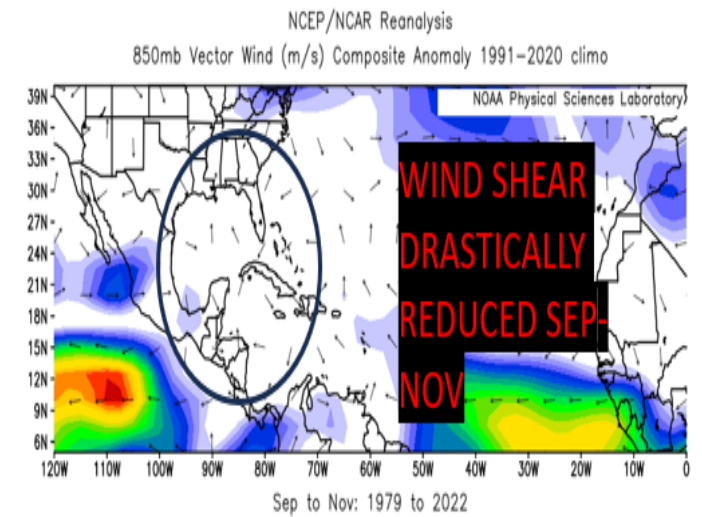 NCEP/NCAR Reanalysis
850mb Vector Wind (m/s) Composite Anomaly 1991-2020 climo
NOAA Physical Sciences Laboratory
39N
36N
33N
30N
27N
24N
21N
18N
15N
12N
9N
6N
WIND SHEAR
DRASTICALLY
REDUCED SEP-
NOV
120W 110W 100W 90W 80W 70W 60W 50W 40W 30W 20W 10W 0
Sep to Nov: 1979 to 2022